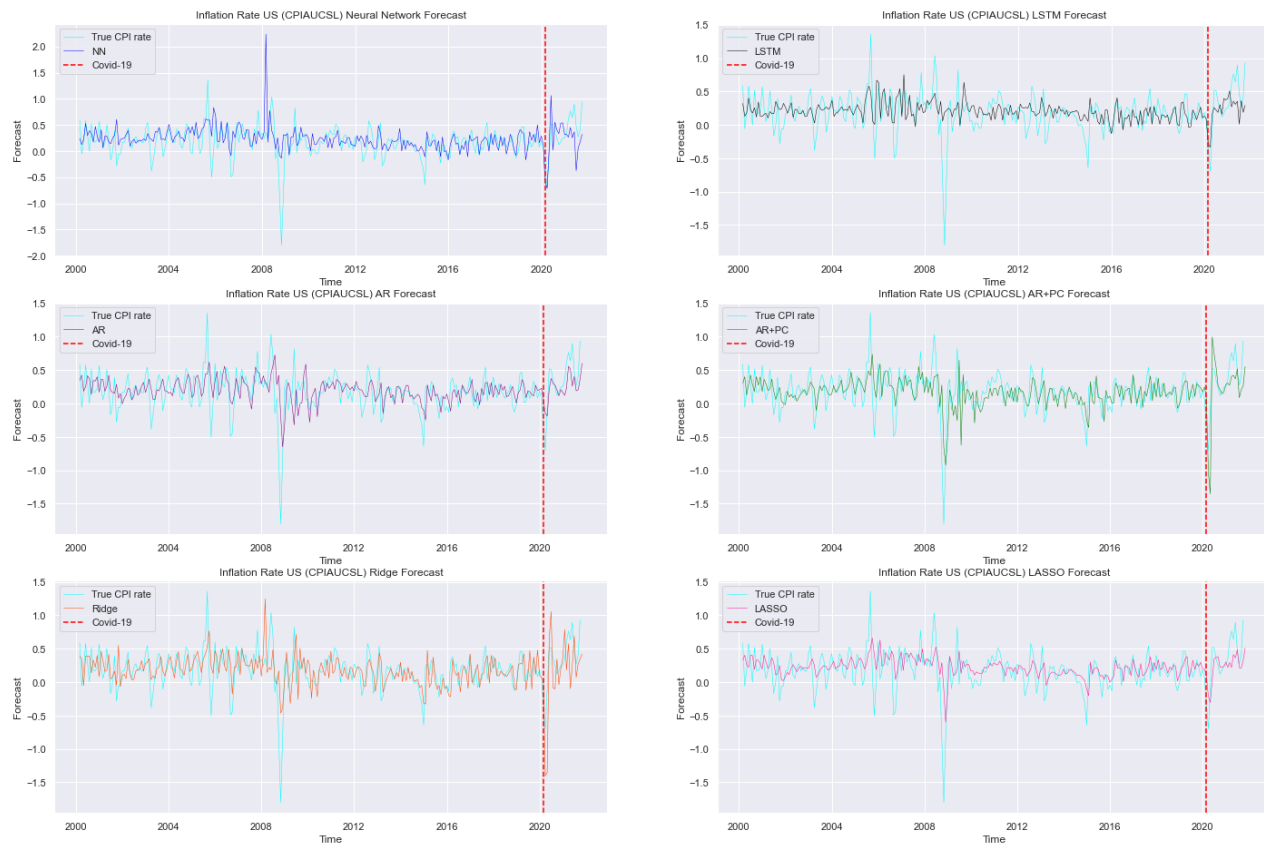 Inflation Rate US (CPIAUCSL) Neural Network Forecast
True CPI rate
NN
Covid-19
2.0
1.5
1.0
0.5
0.0
−0.5
−1.0
−1.5
−2.0
Forecast
2000 2004 2008 2012 2016 2020
Time
Inflation Rate US (CPIAUCSL) LSTM Forecast
True CPI rate
LSTM
Covid-19
1.5
1.0
0.5
0.0
−0.5
−1.0
−1.5
Forecast
2000 2004 2008 2012 2016 2020
Time
Inflation Rate US (CPIAUCSL) AR Forecast
True CPI rate
AR
Covid-19
1.5
1.0
0.5
0.0
−0.5
−1.0
−1.5
Forecast
2000 2004 2008 2012 2016 2020
Time
Inflation Rate US (CPIAUCSL) AR+PC Forecast
True CPI rate
AR+PC
Covid-19
1.5
1.0
0.5
0.0
−0.5
−1.0
−1.5
Forecast
2000 2004 2008 2012 2016 2020
Time
Inflation Rate US (CPIAUCSL) Ridge Forecast
True CPI rate
Ridge
Covid-19
1.5
1.0
0.5
0.0
−0.5
−1.0
−1.5
Forecast
2000 2004 2008 2012 2016 2020
Time
Inflation Rate US (CPIAUCSL) LASSO Forecast
True CPI rate
LASSO
Covid-19
1.5
1.0
0.5
0.0
−0.5
−1.0
−1.5
Forecast
2000 2004 2008 2012 2016 2020
Time